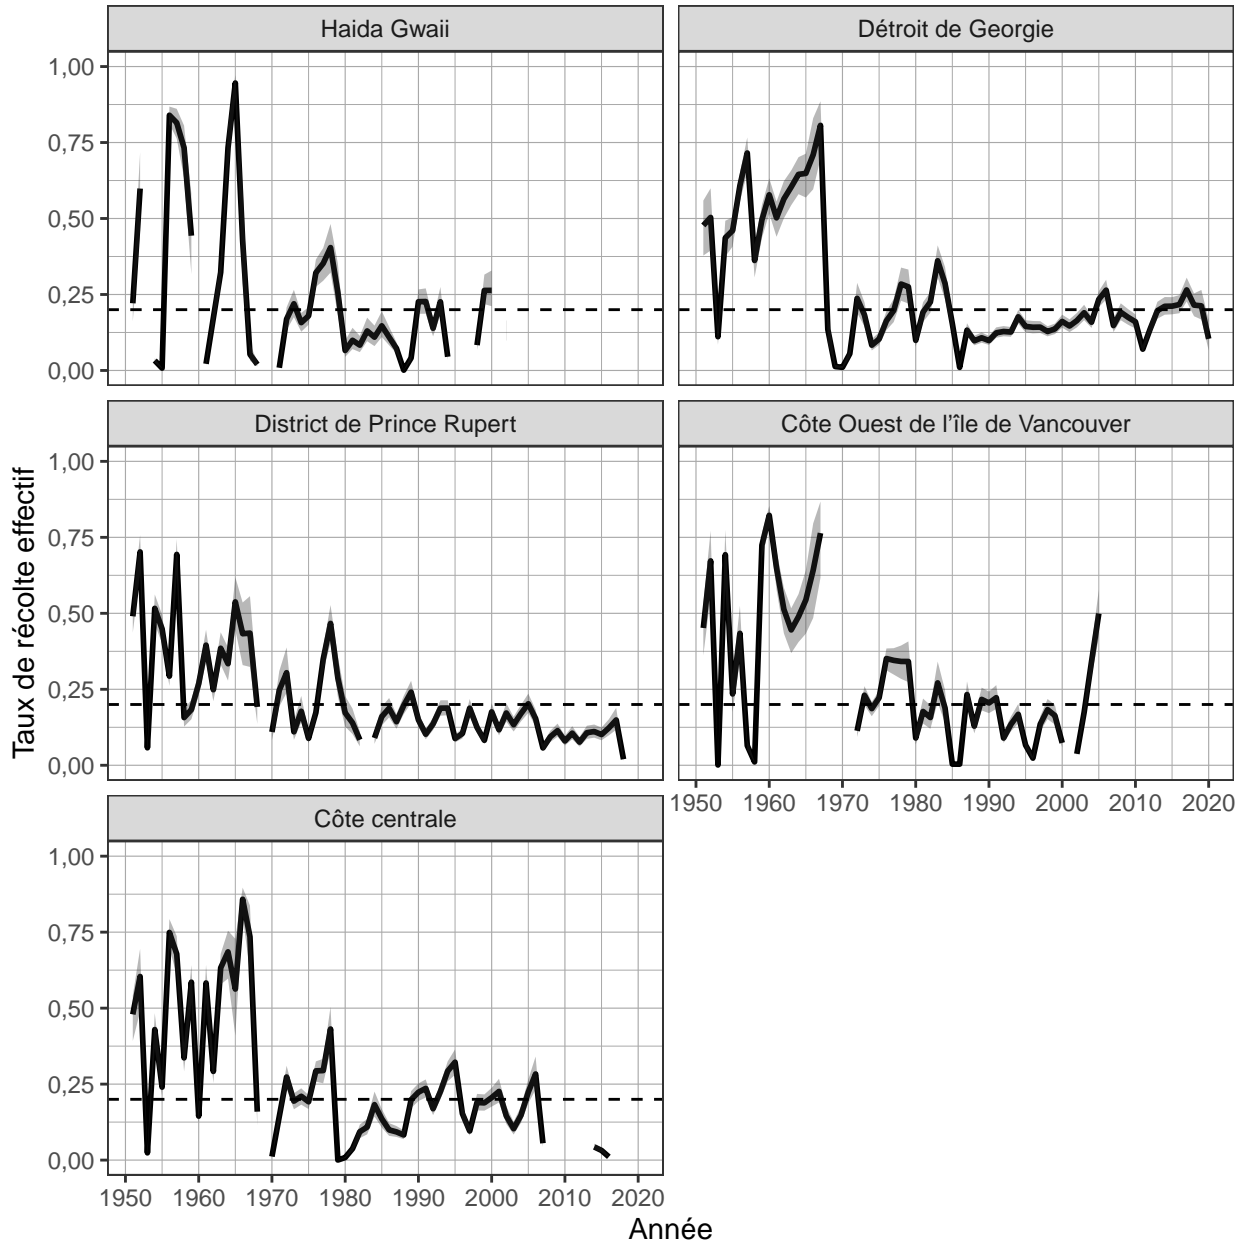 Haida Gwaii
Détroit de Georgie
1,00
0,75
0,50
0,25
0,00
District de Prince Rupert
Côte Ouest de l'île de Vancouver
1,00
0,75
0,50
0,25
0,00
Taux de récolte effectif
1950 1960 1970 1980 1990 2000 2010 2020
Côte centrale
1,00
0,75
0,50
0,25
0,00
1950 1960 1970 1980 1990 2000 2010 2020
Année